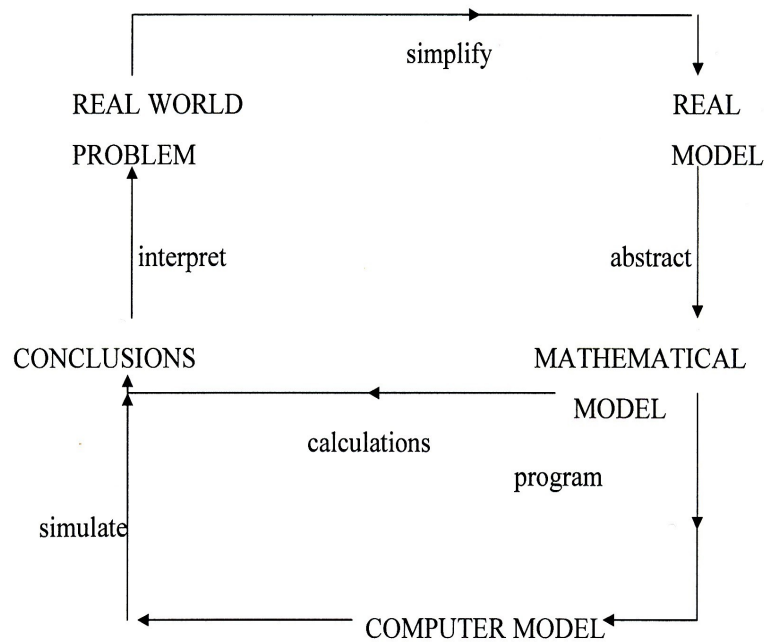 simplify
REAL WORLD
PROBLEM
REAL
MODEL
interpret
abstract
CONCLUSIONS
MATHEMATICAL
MODEL
calculations
program
simulate
COMPUTER MODEL